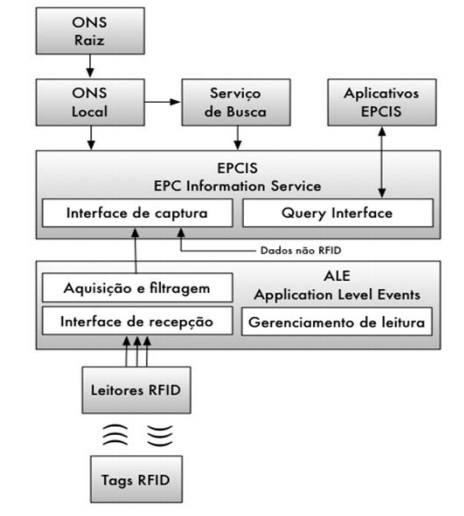 ONS
Raiz
ONS
Local
Serviço
de Busca
Aplicativos
EPCIS
EPCIS
EPC Information Service
Interface de captura
Query Interface
Dados não RFID
ALE
Application Level Events
Aquisição e filtragem
Interface de recepção
Gerenciamento de leitura
Leitores RFID
Tags RFID